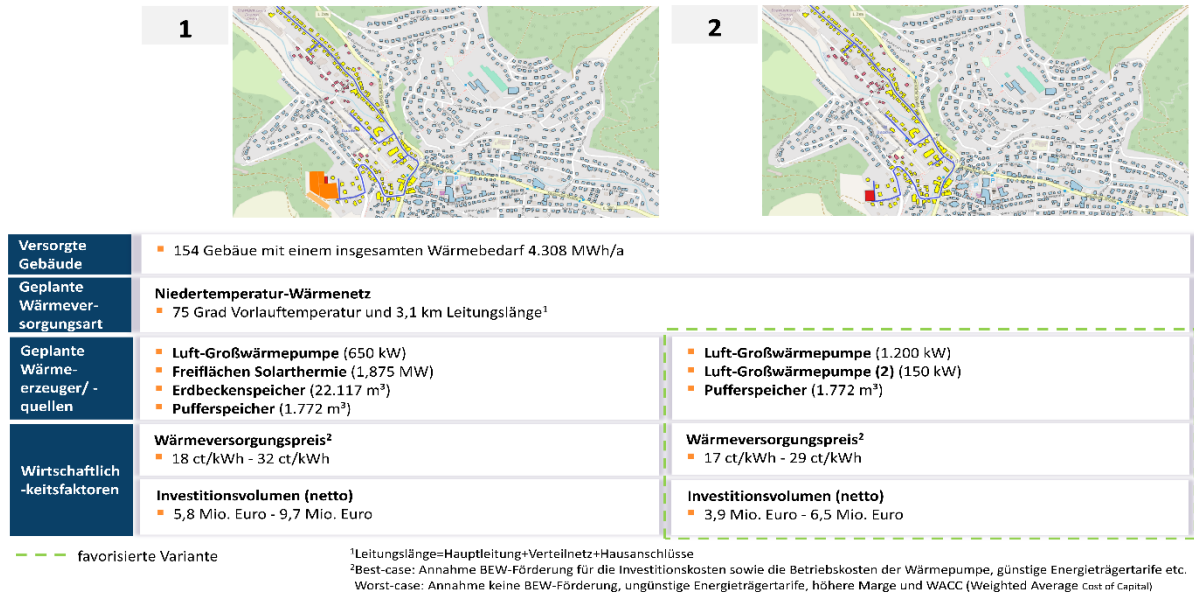 1
2
Versorgte
Gebäude
▪ 154 Gebäue mit einem insgesamten Wärmebedarf 4.308 MWh/a
Geplante
Wärmever-
sorgungsart
Niedertemperatur-Wärmenetz
▪ 75 Grad Vorlauftemperatur und 3,1 km Leitungslänge¹
Geplante
Wärme-
erzeuger/ -
quellen
▪ Luft-Großwärmepumpe (650 kW)
▪ Freiflächen Solarthermie (1,875 MW)
▪ Erdbeckenspeicher (22.117 m³)
▪ Pufferspeicher (1.772 m³)
▪ Luft-Großwärmepumpe (1.200 kW)
▪ Luft-Großwärmepumpe (2) (150 kW)
▪ Pufferspeicher (1.772 m³)
Wirtschaftlich
-keitsfaktoren
Wärmeversorgungspreis²
▪ 18 ct/kWh - 32 ct/kWh
Wärmeversorgungspreis²
▪ 17 ct/kWh - 29 ct/kWh
Investitionsvolumen (netto)
▪ 5,8 Mio. Euro - 9,7 Mio. Euro
Investitionsvolumen (netto)
▪ 3,9 Mio. Euro - 6,5 Mio. Euro
favorisierte Variante
¹Leitungslänge=Hauptleitung+Verteilnetz+Hausanschlüsse
²Best-case: Annahme BEW-Förderung für die Investitionskosten sowie die Betriebskosten der Wärmepumpe, günstige Energieträgertarife etc.
Worst-case: Annahme keine BEW-Förderung, ungünstige Energieträgertarife, höhere Marge und WACC (Weighted Average Cost of Capital)